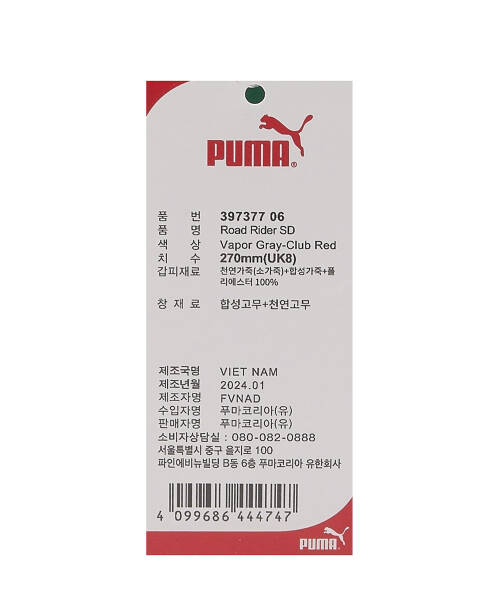 PUMA®
품 번 397377 06
품 명 Road Rider SD
색 상 Vapor Gray-Club Red
치 수 270mm(UK8)
갑피재료 천연가죽(소가죽)+합성가죽+폴
리에스터 100%
창 재 료 합성고무+천연고무
제조국명 VIET NAM
제조년월 2024.01
제조자명 FVNAD
수입자명 푸마코리아(유)
판매자명 푸마코리아(유)
소비자상담실 : 080-082-0888
서울특별시 중구 을지로 100
파인에비뉴빌딩 B동 6층 푸마코리아 유한회사
4 099686 444747
PUMA®